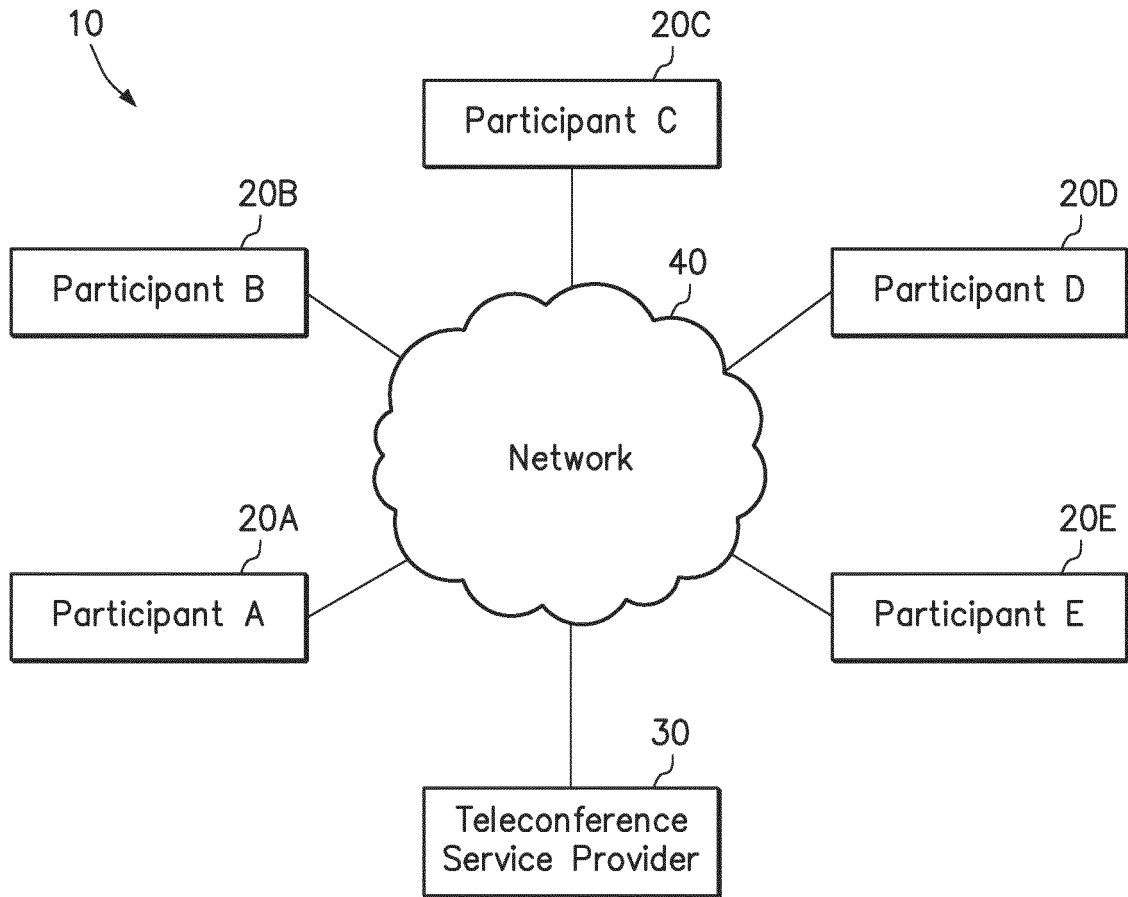 10
20C
Participant C
20B
20D
Participant B
40
Participant D
Network
20A
20E
Participant A
Participant E
30
Teleconference
Service Provider